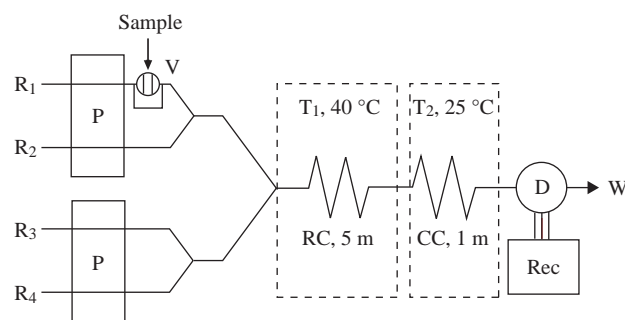 Sample
V
R₁
P
R₂
T₁, 40 °C
T₂, 25 °C
D
W
RC, 5 m
CC, 1 m
R₃
P
R₄
Rec